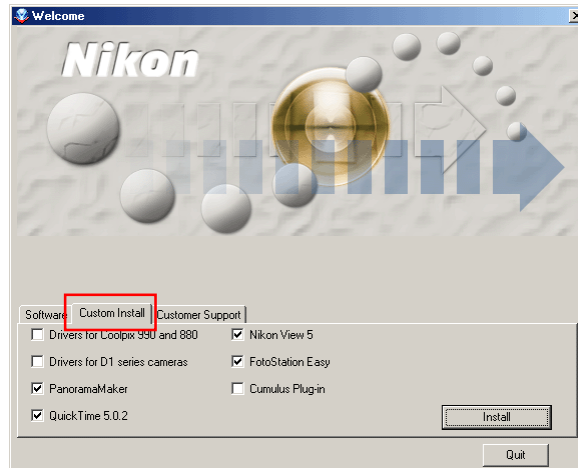 Welcome
Nikon
Software Custom Install Customer Support
Drivers for Coolpix 990 and 880 Nikon View 5
Drivers for D1 series cameras FotoStation Easy
PanoramaMaker Cumulus Plug-in
QuickTime 5.0.2 Install
Quit